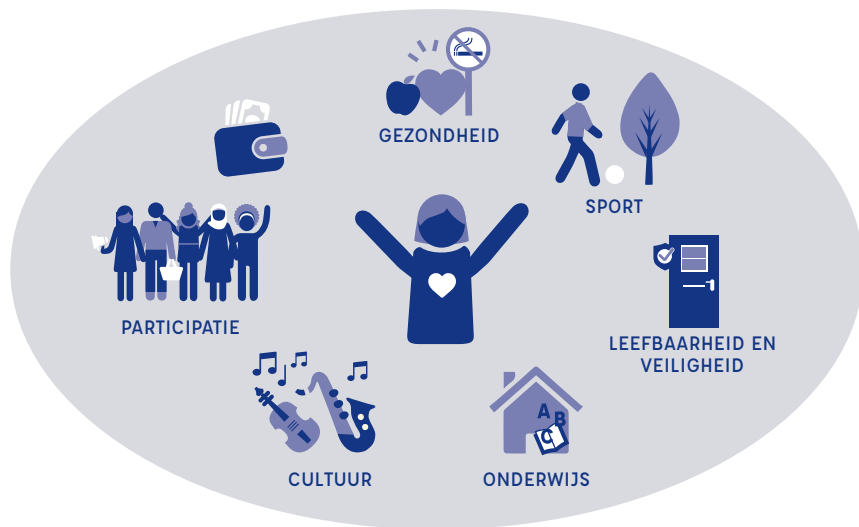 GEZONDHEID
SPORT
PARTICIPATIE
LEEFBAARHEID EN
VEILIGHEID
A
B
C
CULTUUR
ONDERWIJS